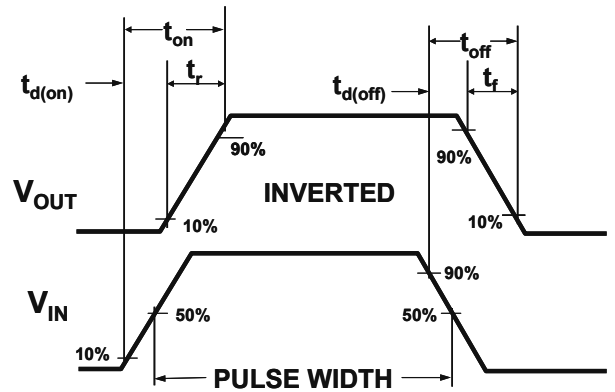 t_on t_off
t_d(on) t_r t_d(off) t_f
90% 90%
V_OUT INVERTED
10% 10%
90%
V_IN 50% 50%
10%
PULSE WIDTH